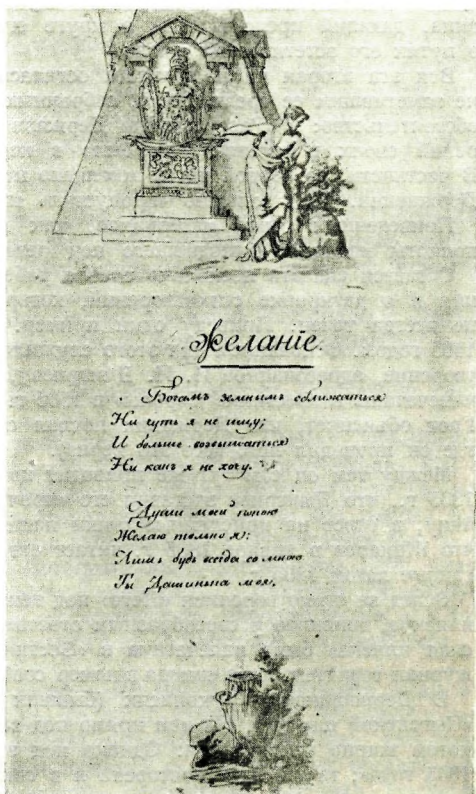 Желаніе.
Богамъ земнымъ сближаться
Ни чуть я не ищу;
И больше возвышаться
Ни какъ я не хочу.
Души моей покою
Желаю только я:
Лишь будь всегда со мною
Ты Дашинька моя.